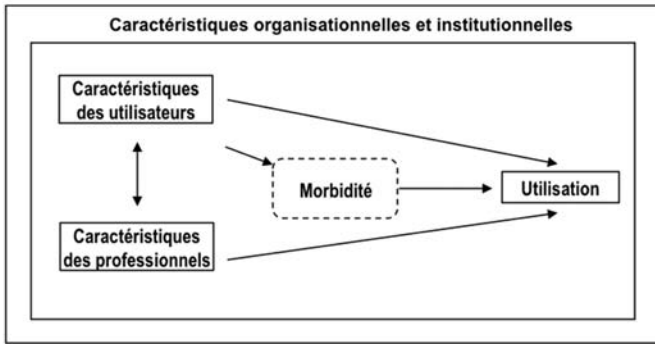 Caractéristiques organisationnelles et institutionnelles
Caractéristiques
des utilisateurs
Morbidité
Utilisation
Caractéristiques
des professionnels